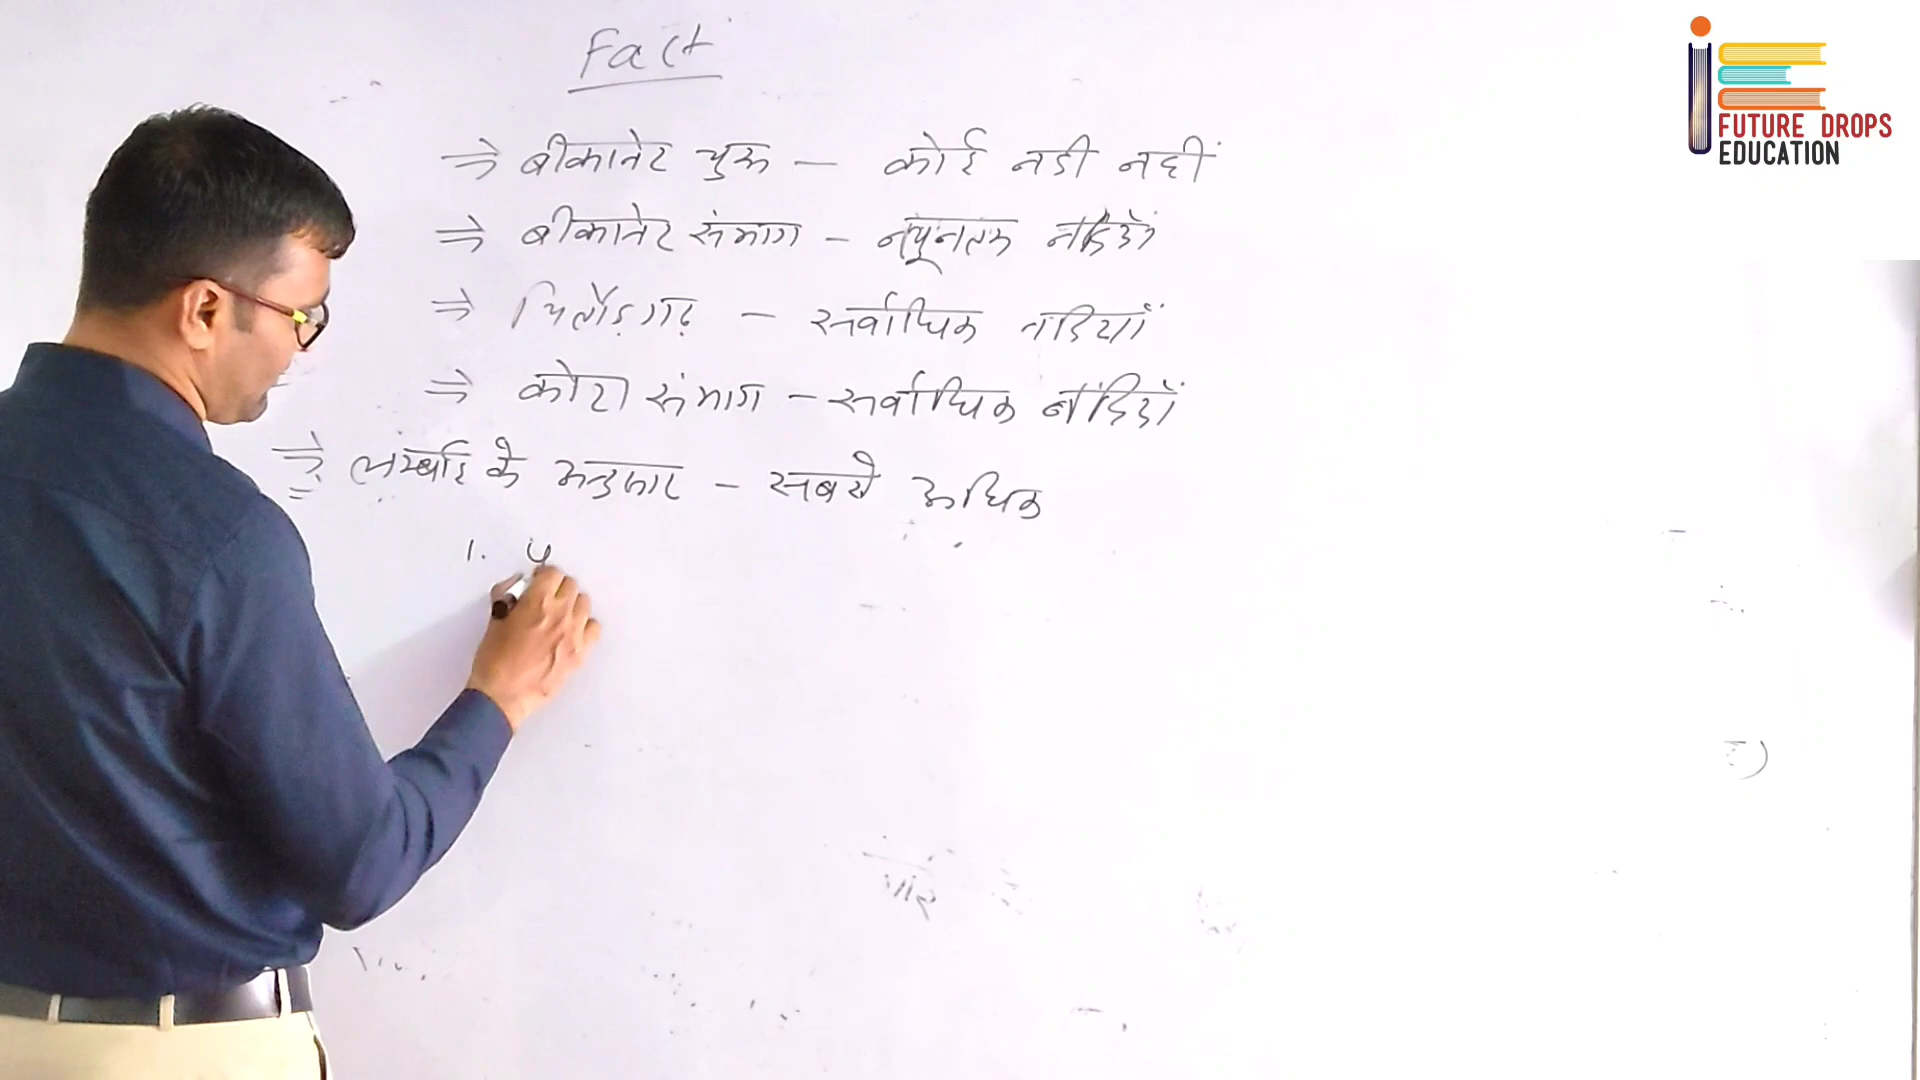 Fact
⇒ बीकानेर चुरू – कोई नदी नहीं
⇒ बीकानेर संभाग – न्यूनतम नदियाँ
⇒ चितौड़गढ़ – सर्वाधिक नदियाँ
⇒ कोटा संभाग – सर्वाधिक नदियाँ
⇒ लम्बाई के अनुसार – सबसे अधिक
1.
FUTURE DROPS
EDUCATION